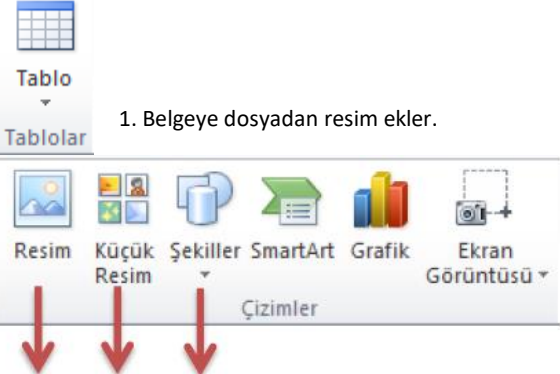 Tablo
Tablolar
1. Belgeye dosyadan resim ekler.
Resim
Küçük Resim
Şekiller
SmartArt
Grafik
Ekran Görüntüsü
Çizimler